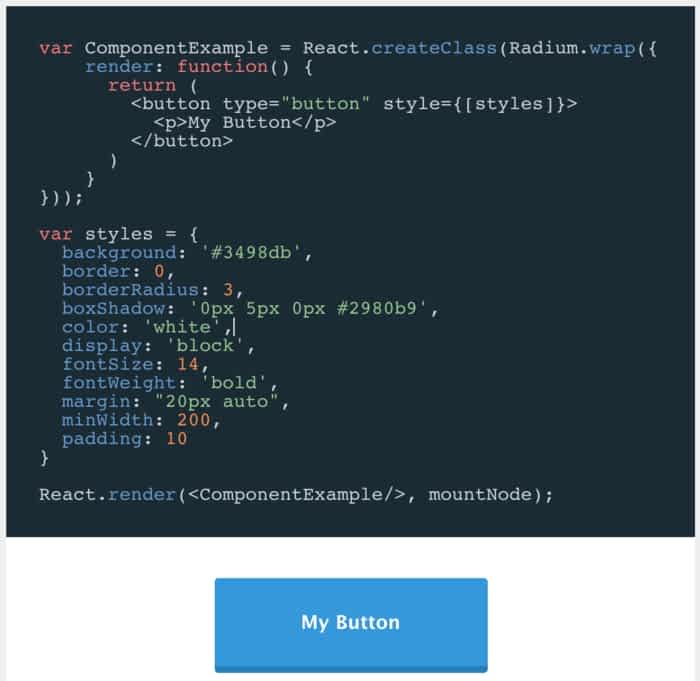 var ComponentExample = React.createClass(Radium.wrap({
    render: function() {
      return (
        <button type="button" style={[styles]}>
          <p>My Button</p>
        </button>
      )
    }
}));

var styles = {
  background: '#3498db',
  border: 0,
  borderRadius: 3,
  boxShadow: '0px 5px 0px #2980b9',
  color: 'white',
  display: 'block',
  fontSize: 14,
  fontWeight: 'bold',
  margin: "20px auto",
  minWidth: 200,
  padding: 10
}

React.render(<ComponentExample/>, mountNode);
My Button